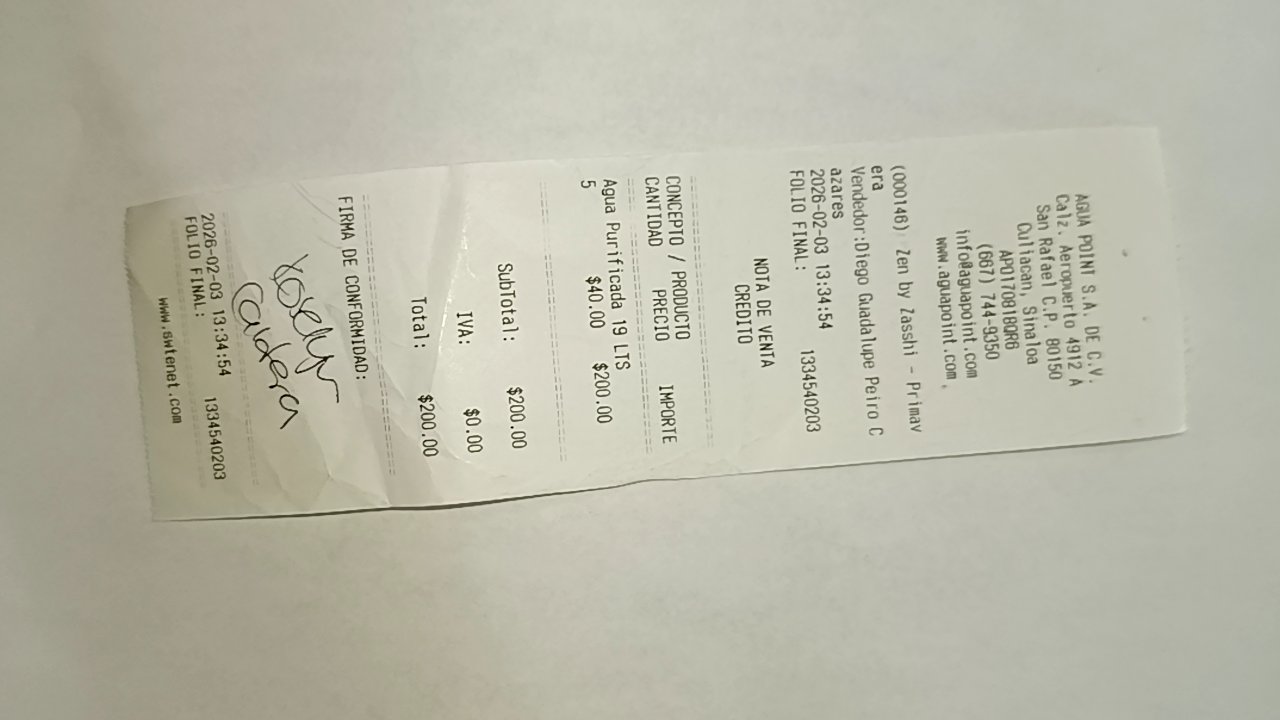 AGUA POINT S.A. DE C.V.
Calz. Aeropuerto 4912 A
San Rafael C.P. 80150
Culiacan, Sinaloa
APO170818QR6
(667) 744-9350
info@aguapoint.com
www.aguapoint.com
(000146) Zen by Zasshi - Primav
era
Vendedor:Diego Guadalupe Peiro C
azares
2026-02-03 13:34:54
FOLIO FINAL: 1334540203
NOTA DE VENTA
CREDITO
CONCEPTO / PRODUCTO
CANTIDAD PRECIO IMPORTE
Agua Purificada 19 LTS
5 $40.00 $200.00
SubTotal: $200.00
IVA: $0.00
Total: $200.00
FIRMA DE CONFORMIDAD:
Caldera
2026-02-03 13:34:54
FOLIO FINAL: 1334540203
www.swtenet.com